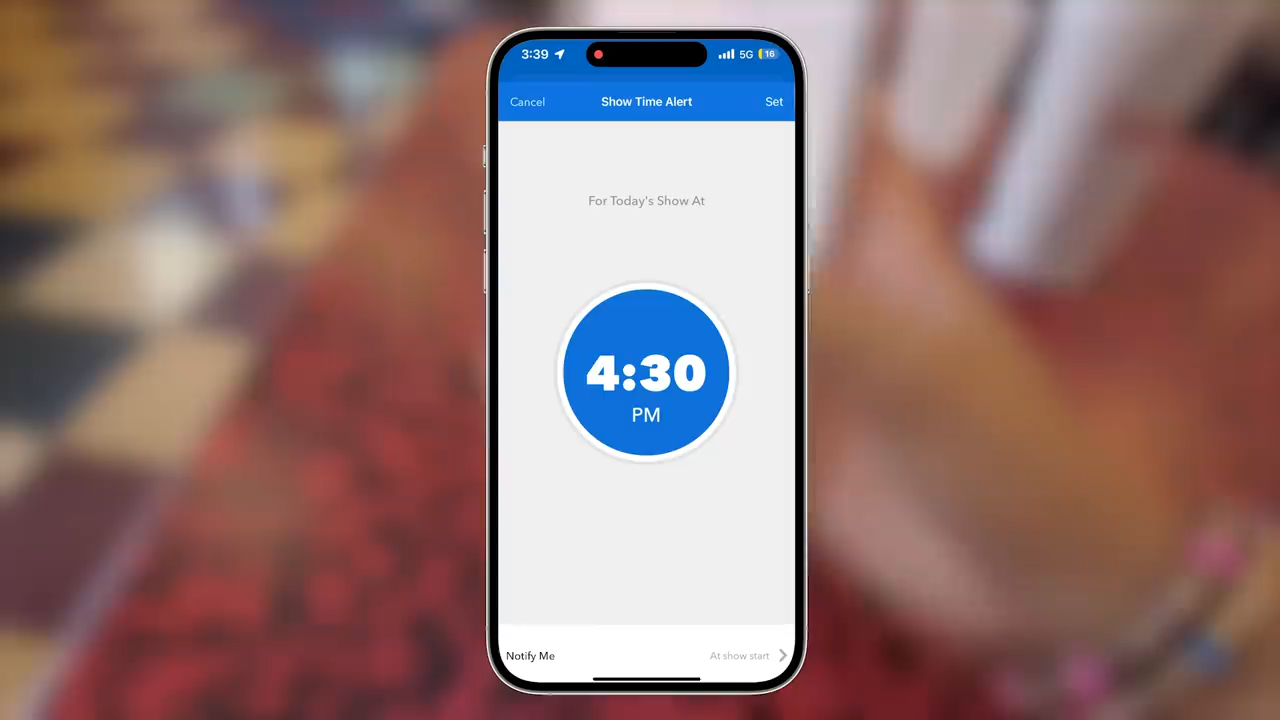 3:39 5G 16
Cancel Show Time Alert Set
For Today's Show At
4:30
PM
Notify Me At show start